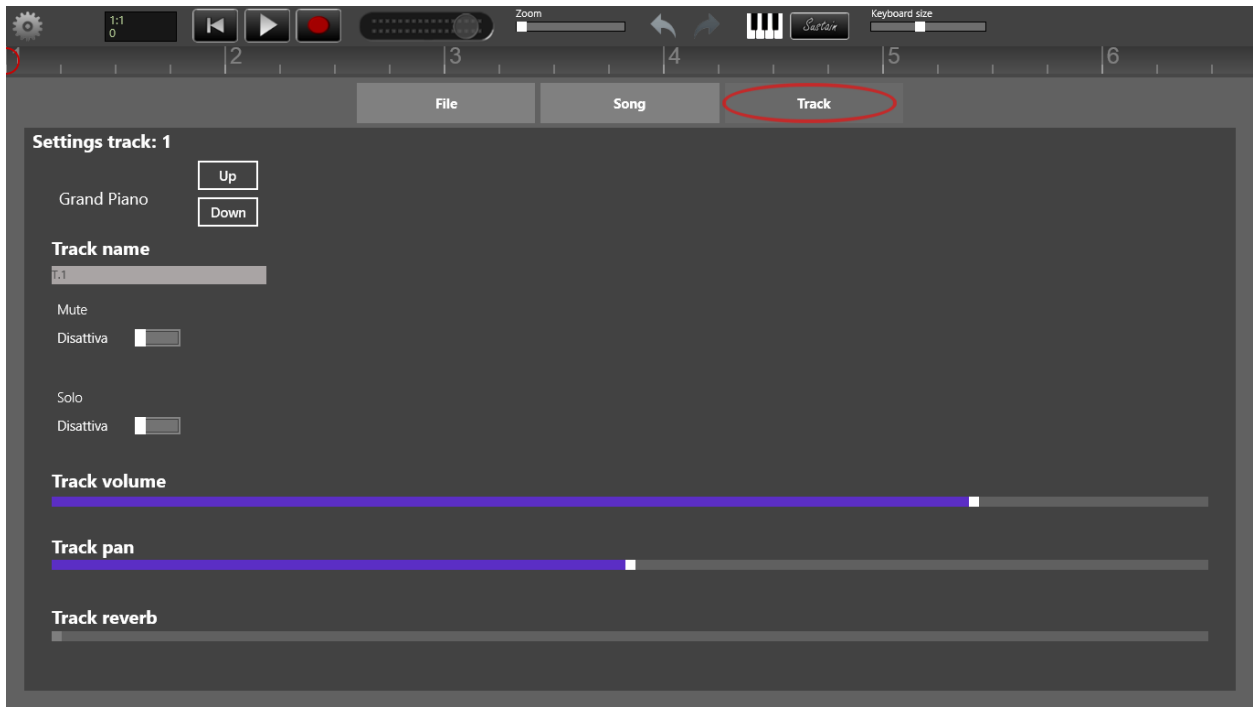 1:1
0
Zoom
Sustain
Keyboard size
2
3
4
5
6
File
Song
Track
Settings track: 1
Up
Grand Piano
Down
Track name
T.1
Mute
Disattiva
Solo
Disattiva
Track volume
Track pan
Track reverb